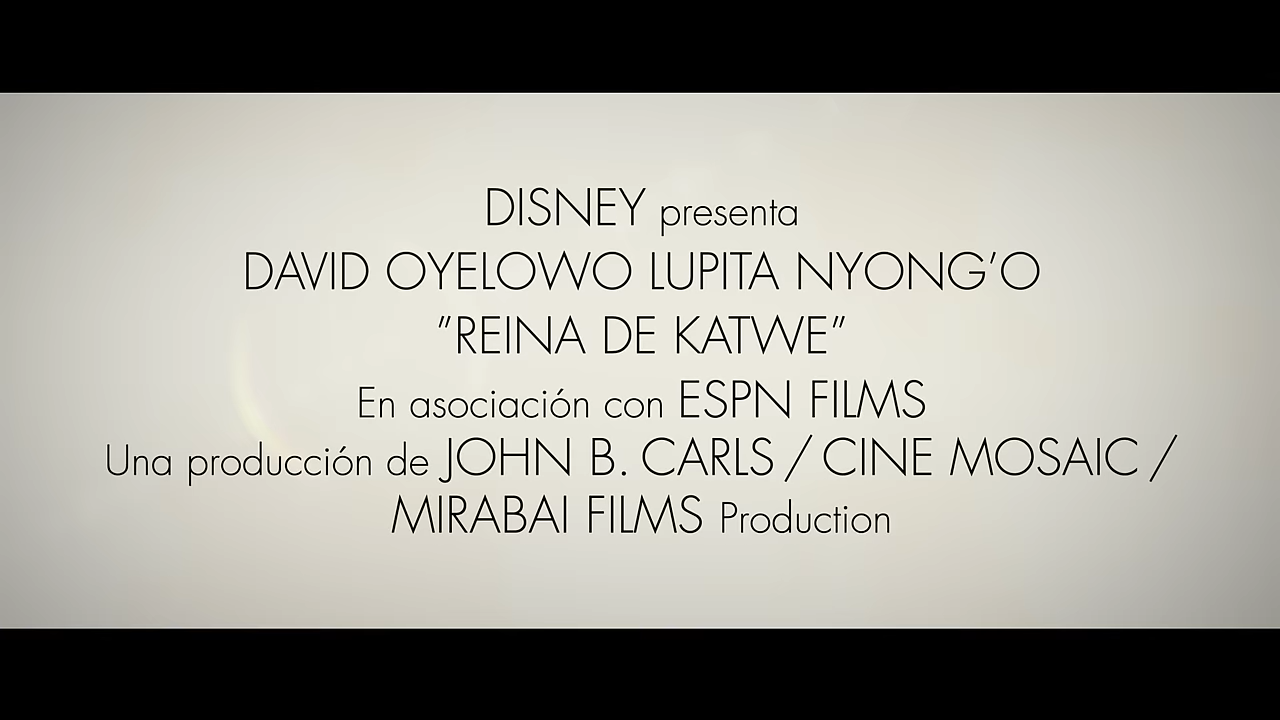 DISNEY presenta
DAVID OYELOWO LUPITA NYONG’O
”REINA DE KATWE”
En asociación con ESPN FILMS
Una producción de JOHN B. CARLS / CINE MOSAIC /
MIRABAI FILMS Production